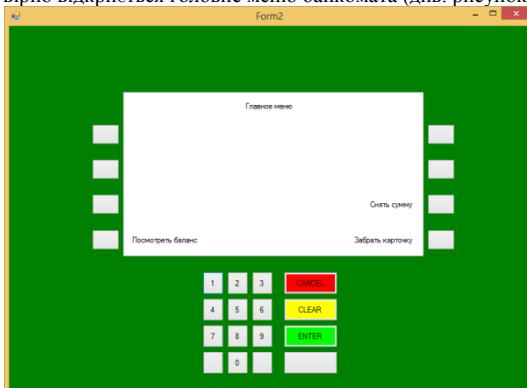 вірно відкриється головне меню банкомата (див. рисунок
Form2
Главное меню
Снять сумму
Посмотреть баланс Забрать карточку
1 2 3 CANCEL
4 5 6 CLEAR
7 8 9 ENTER
0